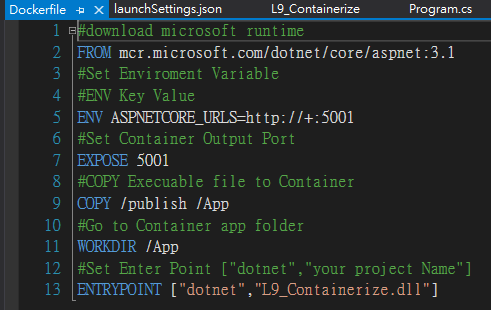 Dockerfile launchSettings.json L9_Containerize Program.cs
1 #download microsoft runtime
2 FROM mcr.microsoft.com/dotnet/core/aspnet:3.1
3 #Set Enviroment Variable
4 #ENV Key Value
5 ENV ASPNETCORE_URLS=http://+:5001
6 #Set Container Output Port
7 EXPOSE 5001
8 #COPY Execuable file to Container
9 COPY /publish /App
10 #Go to Container app folder
11 WORKDIR /App
12 #Set Enter Point ["dotnet","your project Name"]
13 ENTRYPOINT ["dotnet","L9_Containerize.dll"]